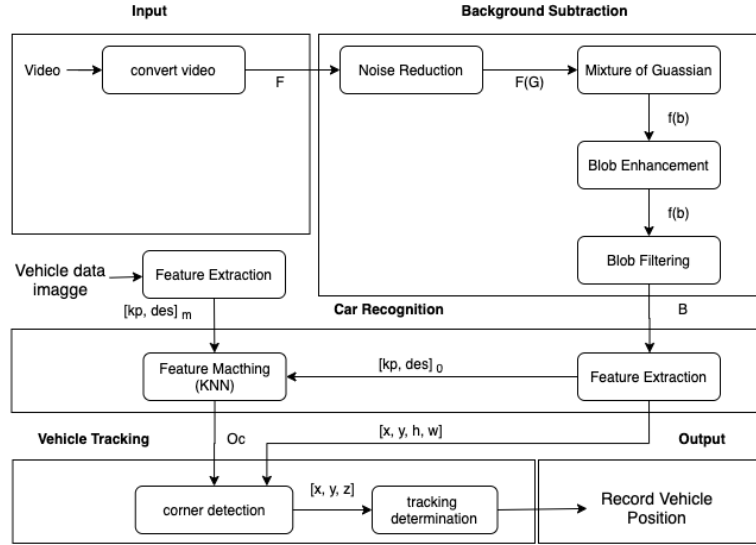 Input
Background Subtraction
Video
convert video
F
Noise Reduction
F(G)
Mixture of Guassian
f(b)
Blob Enhancement
f(b)
Blob Filtering
Vehicle data
imagge
Feature Extraction
[kp, des] m
Car Recognition
B
Feature Macthing
(KNN)
[kp, des] 0
Feature Extraction
Vehicle Tracking
Oc
[x, y, h, w]
Output
corner detection
[x, y, z]
tracking
determination
Record Vehicle
Position